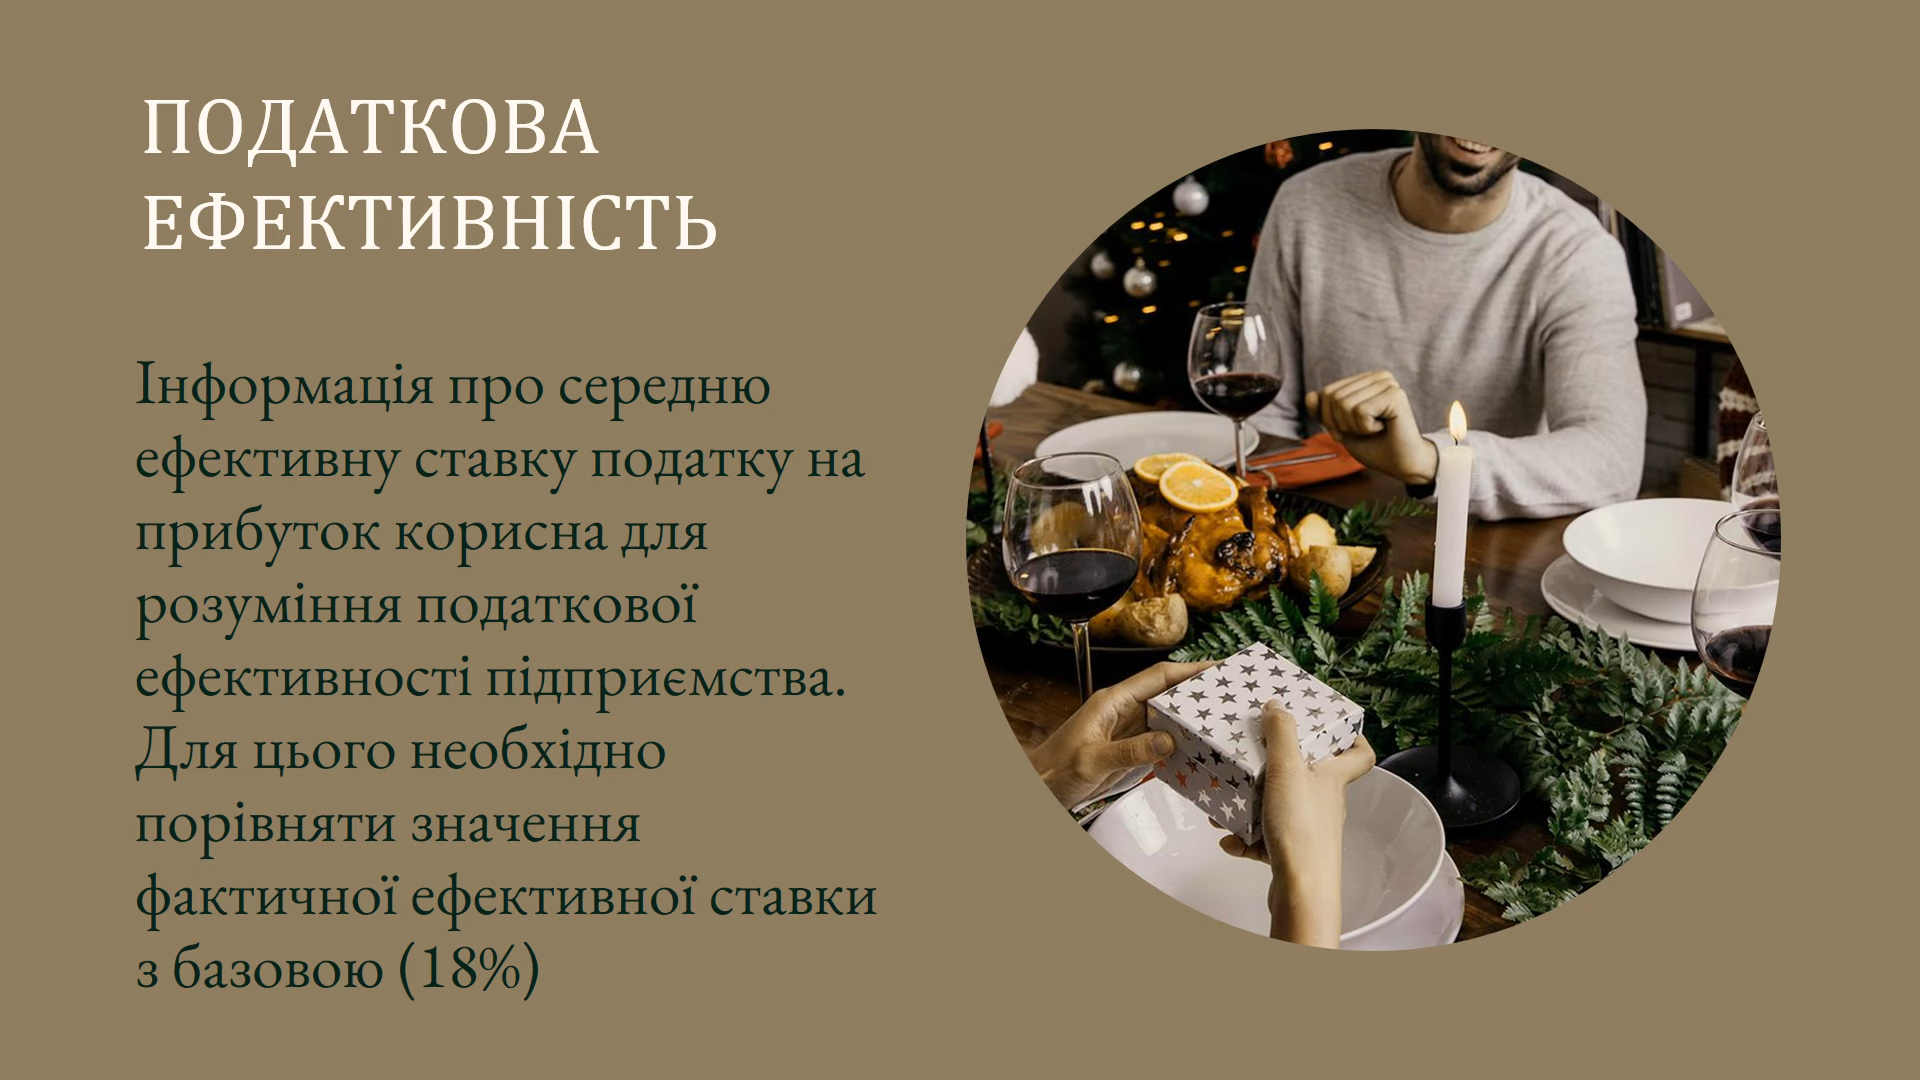 ПОДАТКОВА
ЕФЕКТИВНІСТЬ
Інформація про середню
ефективну ставку податку на
прибуток корисна для
розуміння податкової
ефективності підприємства.
Для цього необхідно
порівняти значення
фактичної ефективної ставки
з базовою (18%)